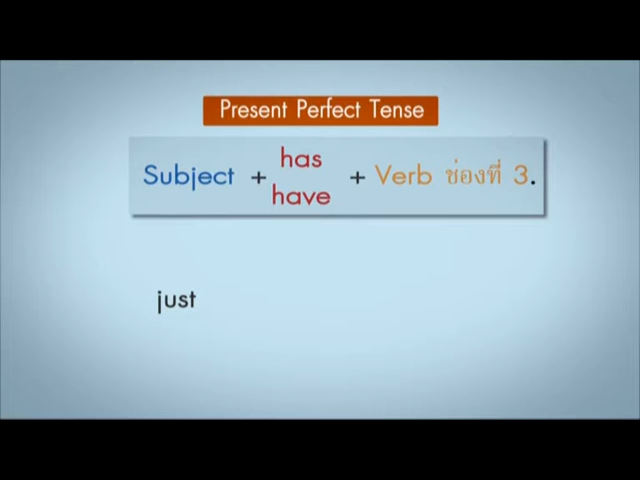 Present Perfect Tense
Subject + has have + Verb ช่องที่ 3.
just